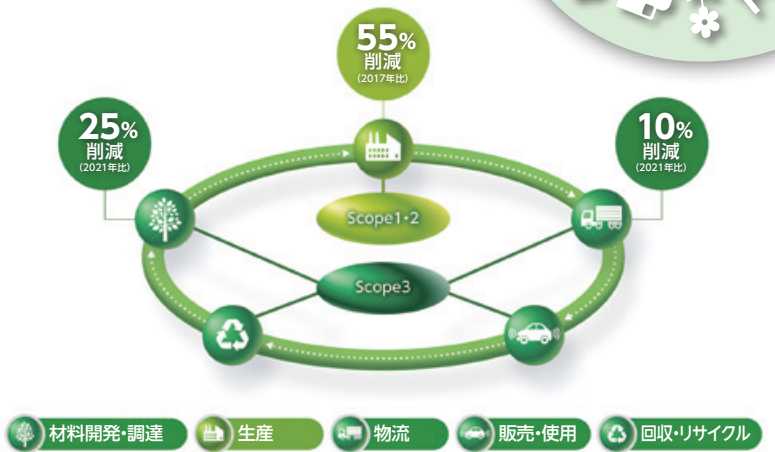 55%
削減
(2017年比)
25%
削減
(2021年比)
10%
削減
(2021年比)
Scope1・2
Scope3
材料開発・調達
生産
物流
販売・使用
回収・リサイクル